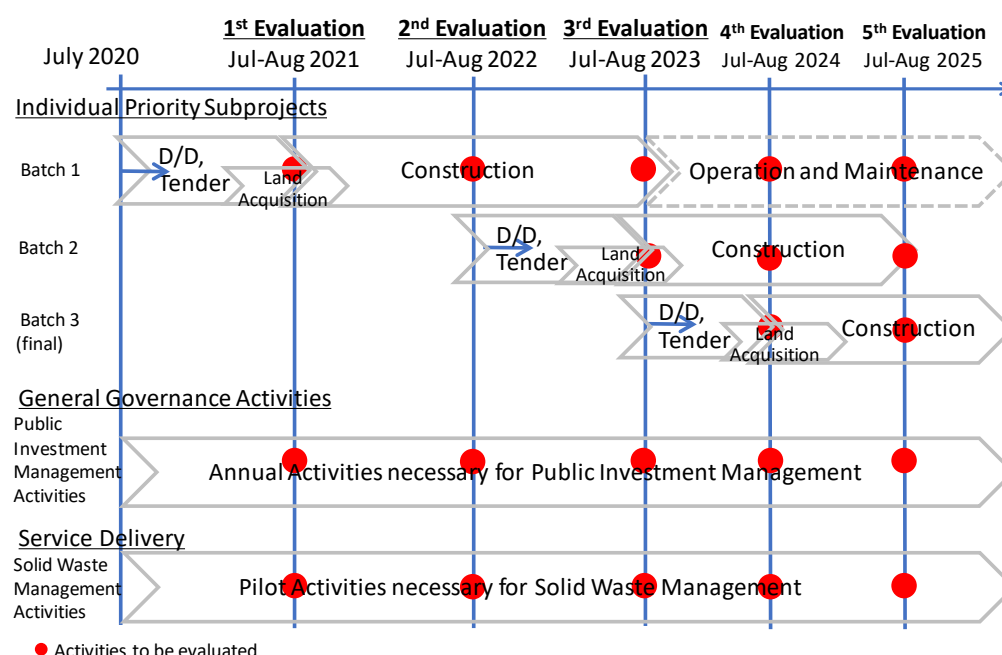 1st Evaluation 2nd Evaluation 3rd Evaluation 4th Evaluation 5th Evaluation
July 2020 Jul-Aug 2021 Jul-Aug 2022 Jul-Aug 2023 Jul-Aug 2024 Jul-Aug 2025
Individual Priority Subprojects
Batch 1
D/D,
Tender
Land
Acquisition
Construction
Operation and Maintenance
Batch 2
D/D,
Tender
Land
Acquisition
Construction
Batch 3
(final)
D/D,
Tender
Land
Acquisition
Construction
General Governance Activities
Public
Investment
Management
Activities
Annual Activities necessary for Public Investment Management
Service Delivery
Solid Waste
Management
Activities
Pilot Activities necessary for Solid Waste Management
Activities to be evaluated